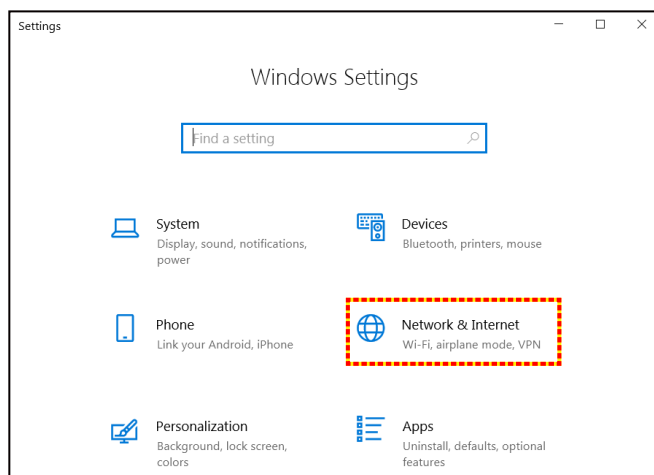 Settings
Windows Settings
Find a setting
System
Display, sound, notifications,
power
Devices
Bluetooth, printers, mouse
Phone
Link your Android, iPhone
Network & Internet
Wi-Fi, airplane mode, VPN
Personalization
Background, lock screen,
colors
Apps
Uninstall, defaults, optional
features